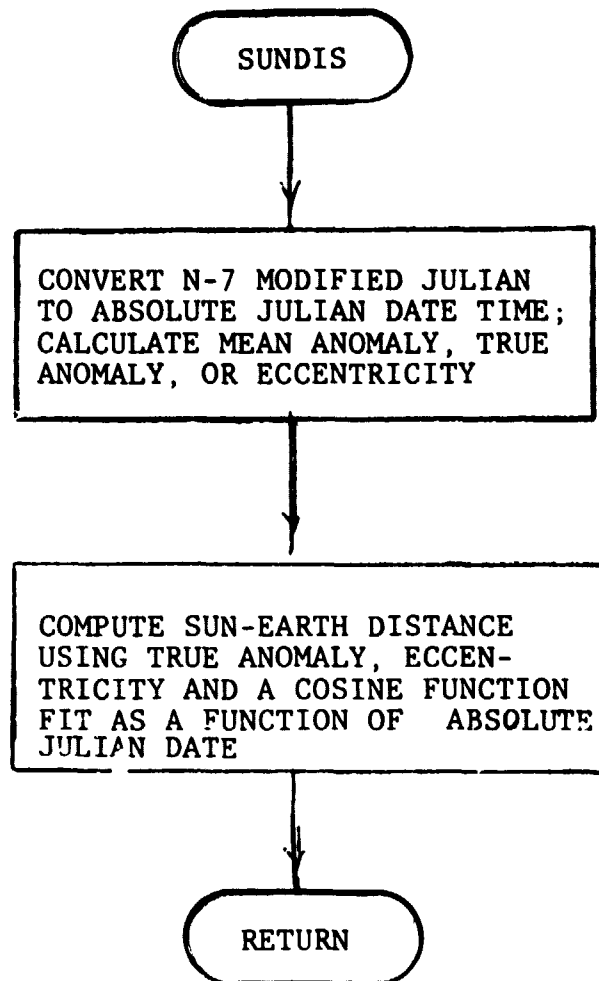 SUNDIS
CONVERT N-7 MODIFIED JULIAN
TO ABSOLUTE JULIAN DATE TIME;
CALCULATE MEAN ANOMALY, TRUE
ANOMALY, OR ECCENTRICITY
COMPUTE SUN-EARTH DISTANCE
USING TRUE ANOMALY, ECCEN-
TRICITY AND A COSINE FUNCTION
FIT AS A FUNCTION OF ABSOLUTE
JULIAN DATE
RETURN